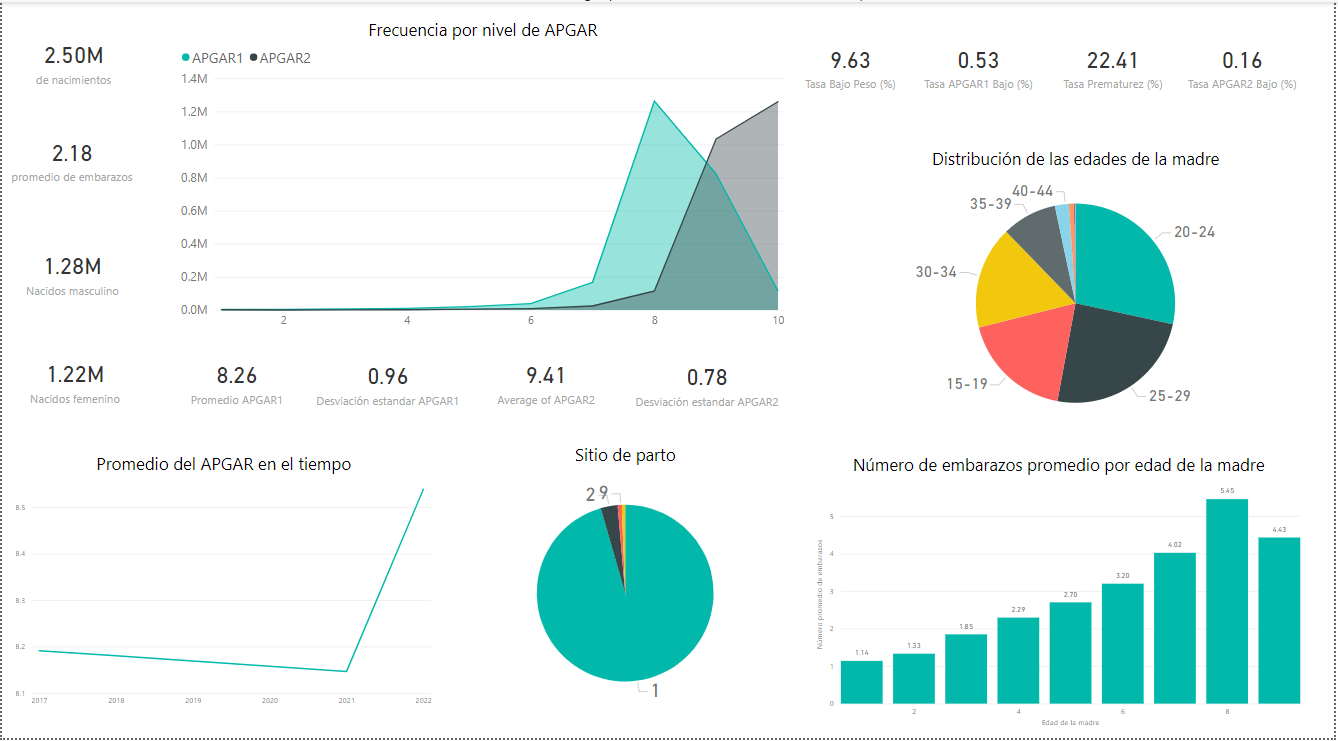 2.50M
de nacimientos
2.18
promedio de embarazos
1.28M
Nacidos masculino
Frecuencia por nivel de APGAR
APGAR1 APGAR2
1.4M
1.2M
1.0M
0.8M
0.6M
0.4M
0.2M
0.0M
2 4 6 8 10
9.63 0.53 22.41 0.16
Tasa Bajo Peso (%) Tasa APGAR1 Bajo (%) Tasa Prematurez (%) Tasa APGAR2 Bajo (%)
Distribución de las edades de la madre
40-44
35-39
20-24
30-34
15-19
25-29
1.22M 8.26 0.96 9.41 0.78
Nacidos femenino Promedio APGAR1 Desviación estandar APGAR1 Average of APGAR2 Desviación estandar APGAR2
Promedio del APGAR en el tiempo
8.5
8.4
8.3
8.2
8.1
2017 2018 2019 2020 2021 2022
Sitio de parto
2 9
1
Número de embarazos promedio por edad de la madre
Número promedio de embarazos
5
4
3
2
1
0
1.14 1.33 1.85 2.29 2.70 3.20 4.02 5.45 4.43
2 4 6 8
Edad de la madre